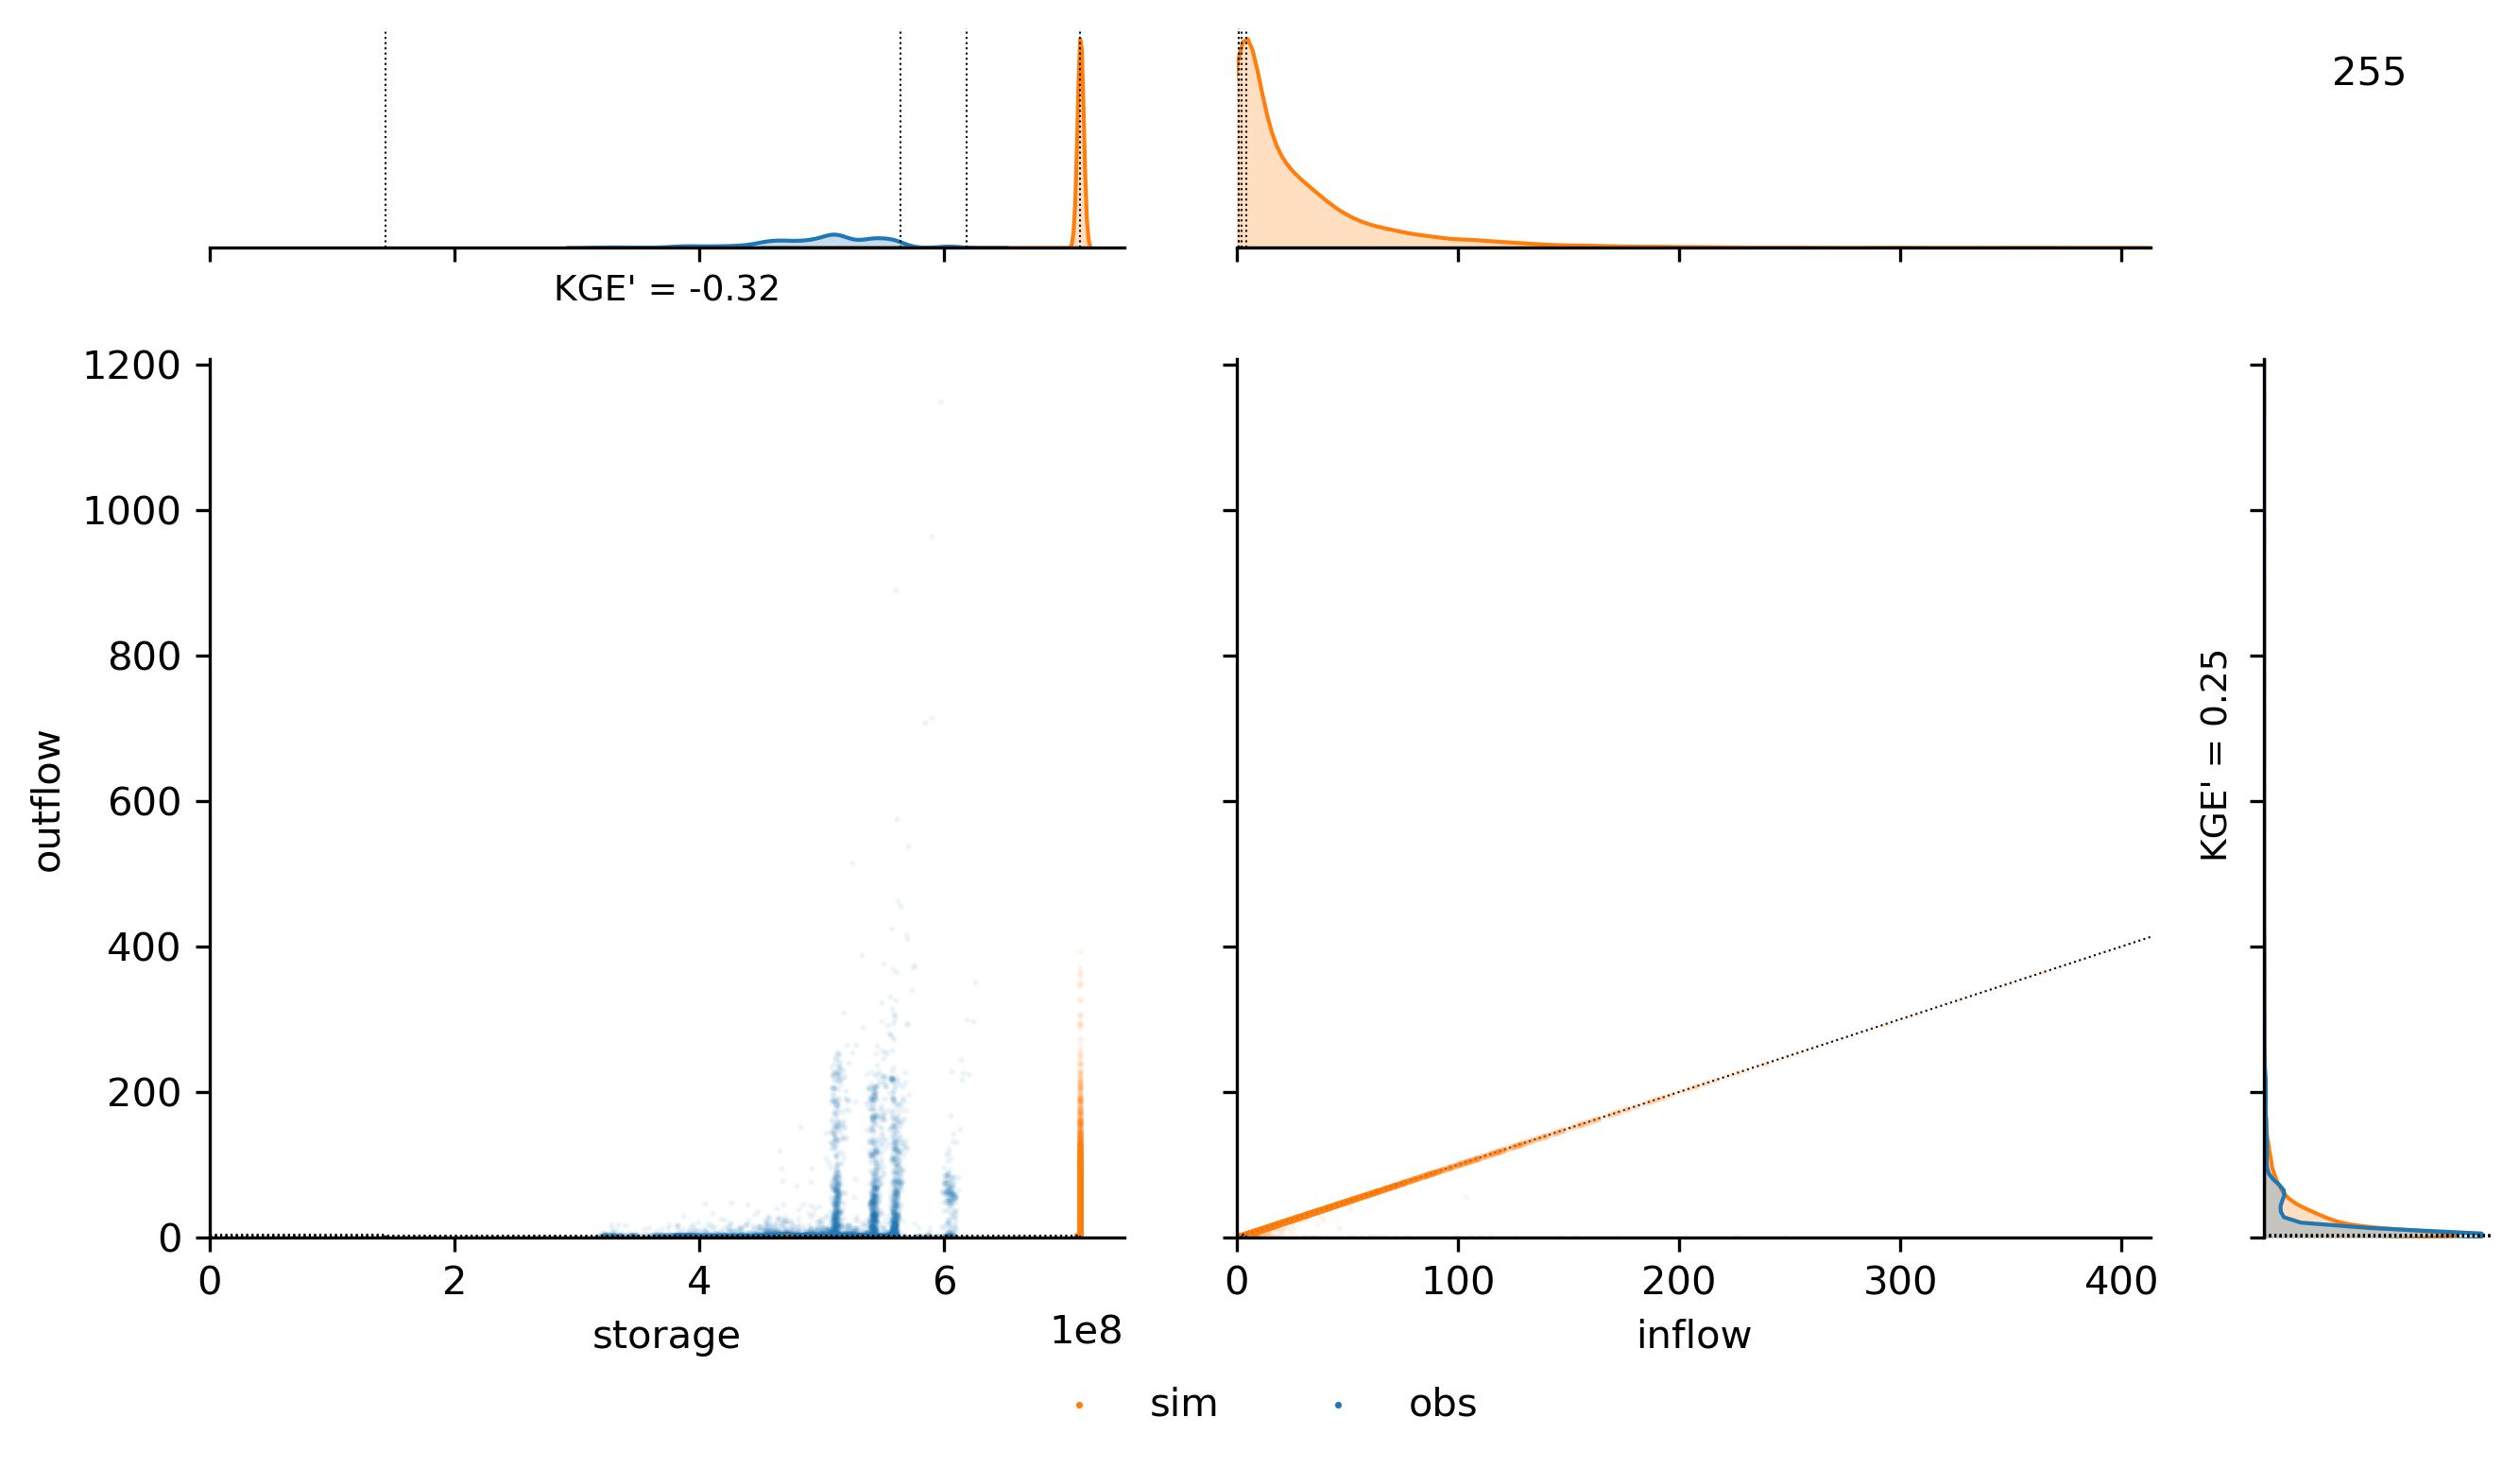 255
KGE' = -0.32
1200
1000
800
600
400
200
0
outflow
KGE' = 0.25
0 2 4 6
0 100 200 300 400
storage 1e8
inflow
sim obs